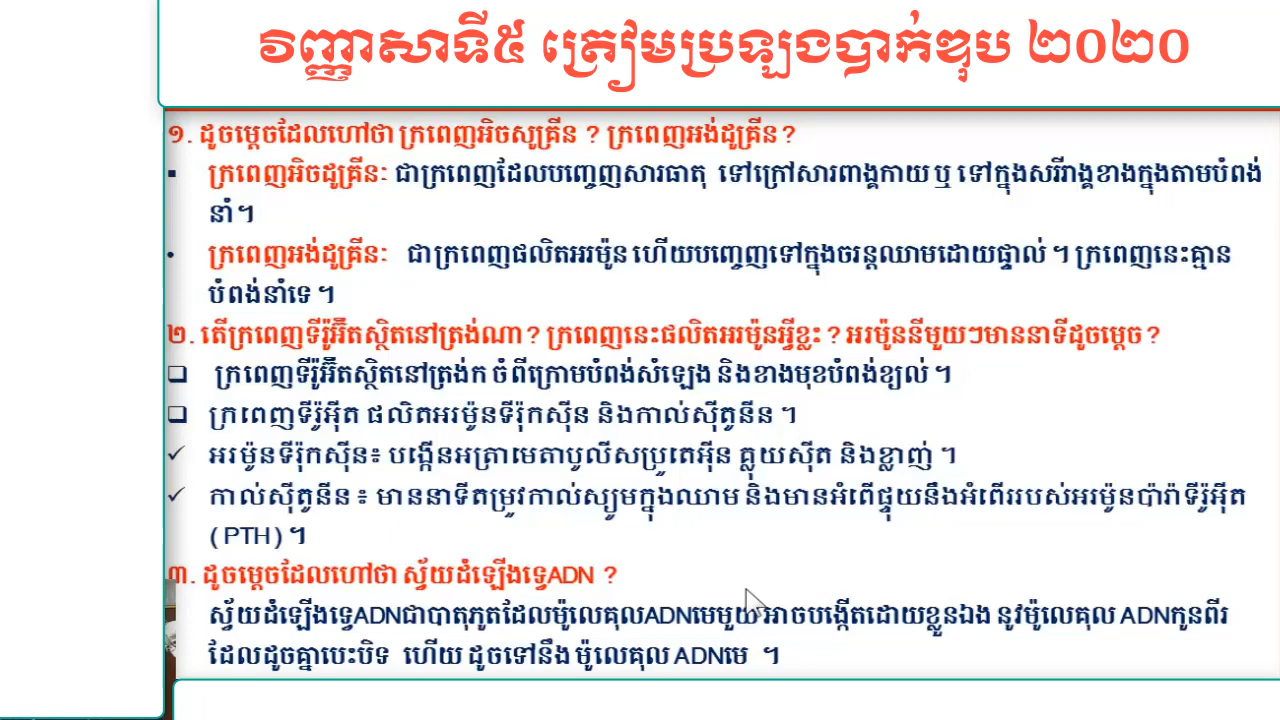 វិញ្ញាសាទី៥ ត្រៀមប្រឡងបាក់ឌុប ២០២០
១. ដូចម្ដេចដែលហៅថា ក្រពេញអិចសូគ្រីន ? ក្រពេញអង់ដូគ្រីន?
▪ ក្រពេញអិចដូគ្រីនៈ ជាក្រពេញដែលបញ្ចេញសារធាតុ ទៅក្រៅសារពាង្គកាយ ឬ ទៅក្នុងសរីរាង្គខាងក្នុងតាមបំពង់
នាំ ។
• ក្រពេញអង់ដូគ្រីនៈ ជាក្រពេញផលិតអរម៉ូន ហើយបញ្ចេញទៅក្នុងចរន្តឈាមដោយផ្ទាល់ ។ ក្រពេញនេះគ្មាន
បំពង់នាំទេ ។
២. តើក្រពេញទីរ៉ូអ៊ីតស្ថិតនៅត្រង់ណា ? ក្រពេញនេះផលិតអរម៉ូនអ្វីខ្លះ ? អរម៉ូននីមួយៗមាននាទីដូចម្ដេច ?
❑ ក្រពេញទីរ៉ូអ៊ីតស្ថិតនៅត្រង់ក ចំពីក្រោមបំពង់សំឡេង និងខាងមុខបំពង់ខ្យល់ ។
❑ ក្រពេញទីរ៉ូអ៊ីត ផលិតអរម៉ូនទីរ៉ុកស៊ីន និងកាល់ស៊ីតូនីន ។
✓ អរម៉ូនទីរ៉ុកស៊ីន៖ បង្កើនអត្រាមេតាបូលីសប្រូតេអ៊ីន គ្លុយស៊ីត និងខ្លាញ់ ។
✓ កាល់ស៊ីតូនីន ៖ មាននាទីតម្រូវកាល់ស្យូមក្នុងឈាម និងមានអំពើផ្ទុយនឹងអំពើររបស់អរម៉ូនប៉ារ៉ាទីរ៉ូអ៊ីត
( PTH ) ។
៣. ដូចម្ដេចដែលហៅថា ស្វ័យដំឡើងទ្វេADN ?
ស្វ័យដំឡើងទ្វេADNជាបាតុភូតដែលម៉ូលេគុលADNមេមួយ អាចបង្កើតដោយខ្លួនឯង នូវម៉ូលេគុល ADNកូនពីរ
ដែលដូចគ្នាបេះបិទ ហើយ ដូចទៅនឹង ម៉ូលេគុល ADNមេ ។